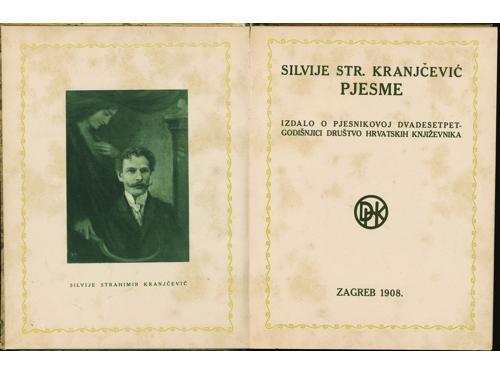 SILVIJE STRAHIMIR KRANJČEVIĆ
SILVIJE STR. KRANJČEVIĆ
PJESME
IZDALO O PJESNIKOVOJ DVADESETPET-
GODIŠNJICI DRUŠTVO HRVATSKIH KNJIŽEVNIKA
DHK
ZAGREB 1908.